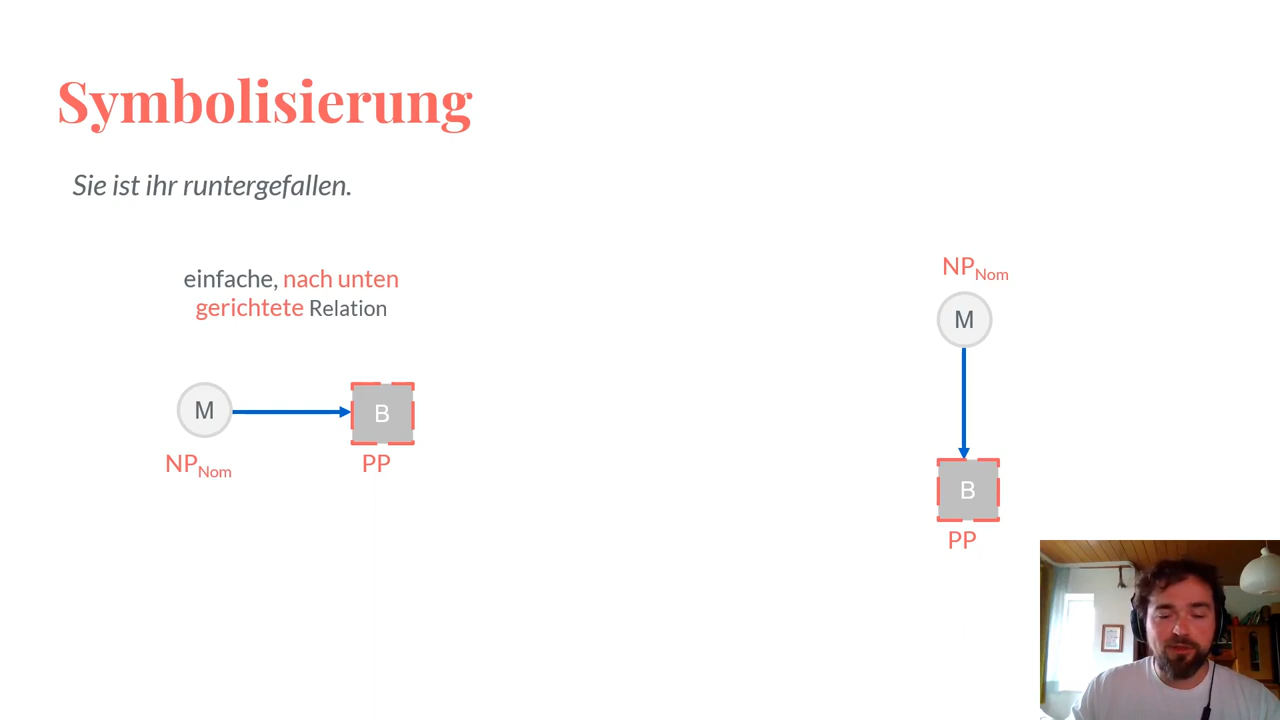 Symbolisierung
Sie ist ihr runtergefallen.
einfache, nach unten
gerichtete Relation
M
B
NPNom
PP
NPNom
M
B
PP